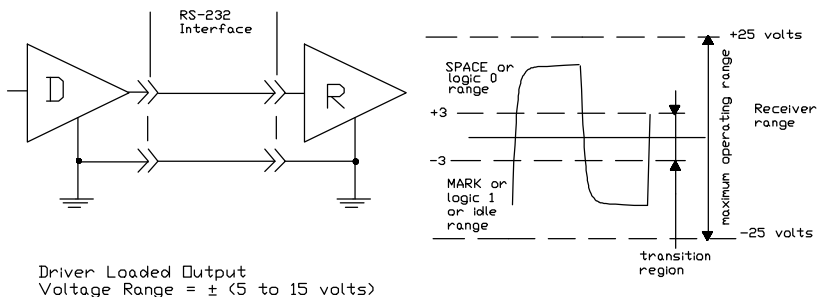 RS-232
Interface
D
R
Driver Loaded Output
Voltage Range = ± (5 to 15 volts)
+25 volts
SPACE or
logic 0
range
+3
-3
MARK or
logic 1
or idle
range
maximum operating range
Receiver
range
-25 volts
transition
region